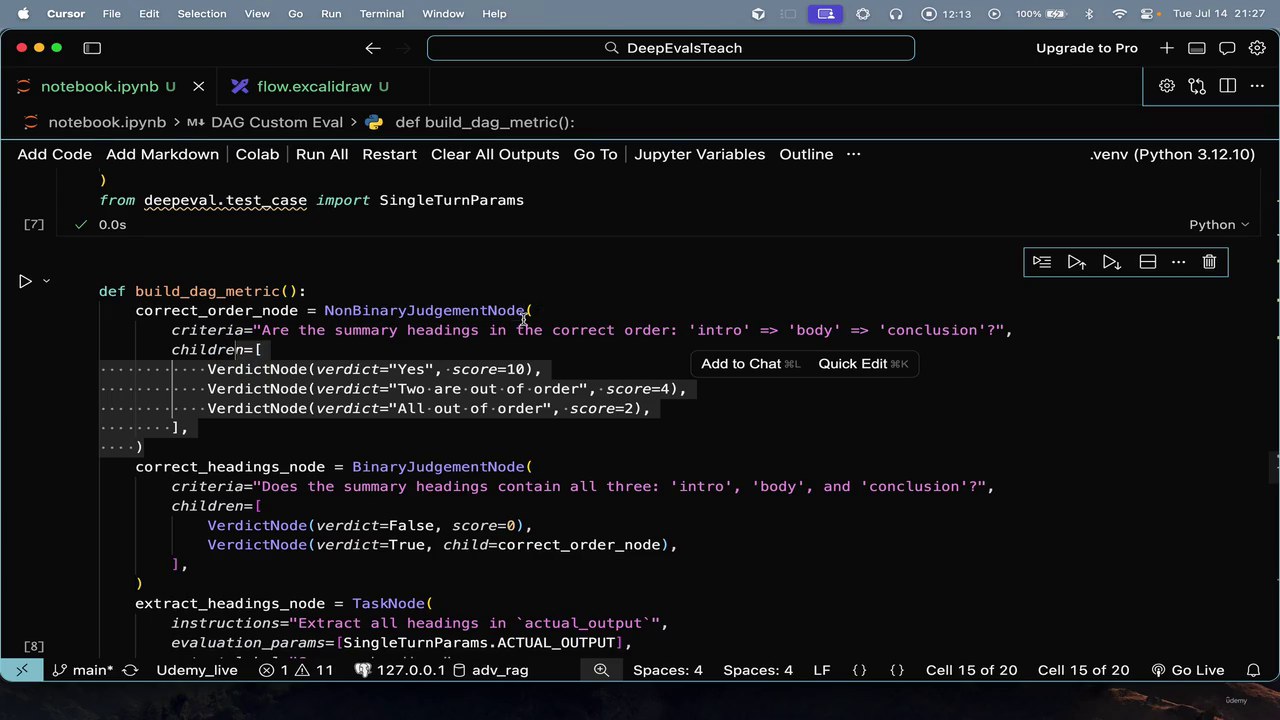 Cursor File Edit Selection View Go Run Terminal Window Help 12:13 100% Tue Jul 14 21:27
DeepEvalsTeach Upgrade to Pro
notebook.ipynb U flow.excalidraw U
notebook.ipynb > M↓ DAG Custom Eval > def build_dag_metric():
Add Code Add Markdown Colab Run All Restart Clear All Outputs Go To Jupyter Variables Outline ... .venv (Python 3.12.10)
)
from deepeval.test_case import SingleTurnParams
[7] 0.0s Python
def build_dag_metric():
correct_order_node = NonBinaryJudgementNode(
criteria="Are the summary headings in the correct order: 'intro' => 'body' => 'conclusion'?",
children=[
Add to Chat ⌘L Quick Edit ⌘K
VerdictNode(verdict="Yes", score=10),
VerdictNode(verdict="Two are out of order", score=4),
VerdictNode(verdict="All out of order", score=2),
],
)
correct_headings_node = BinaryJudgementNode(
criteria="Does the summary headings contain all three: 'intro', 'body', and 'conclusion'?",
children=[
VerdictNode(verdict=False, score=0),
VerdictNode(verdict=True, child=correct_order_node),
],
)
extract_headings_node = TaskNode(
instructions="Extract all headings in `actual_output`",
evaluation_params=[SingleTurnParams.ACTUAL_OUTPUT],
[8]
main* Udemy_live 1 11 127.0.0.1 adv_rag Spaces: 4 Spaces: 4 LF {} {} Cell 15 of 20 Cell 15 of 20 Go Live
udemy